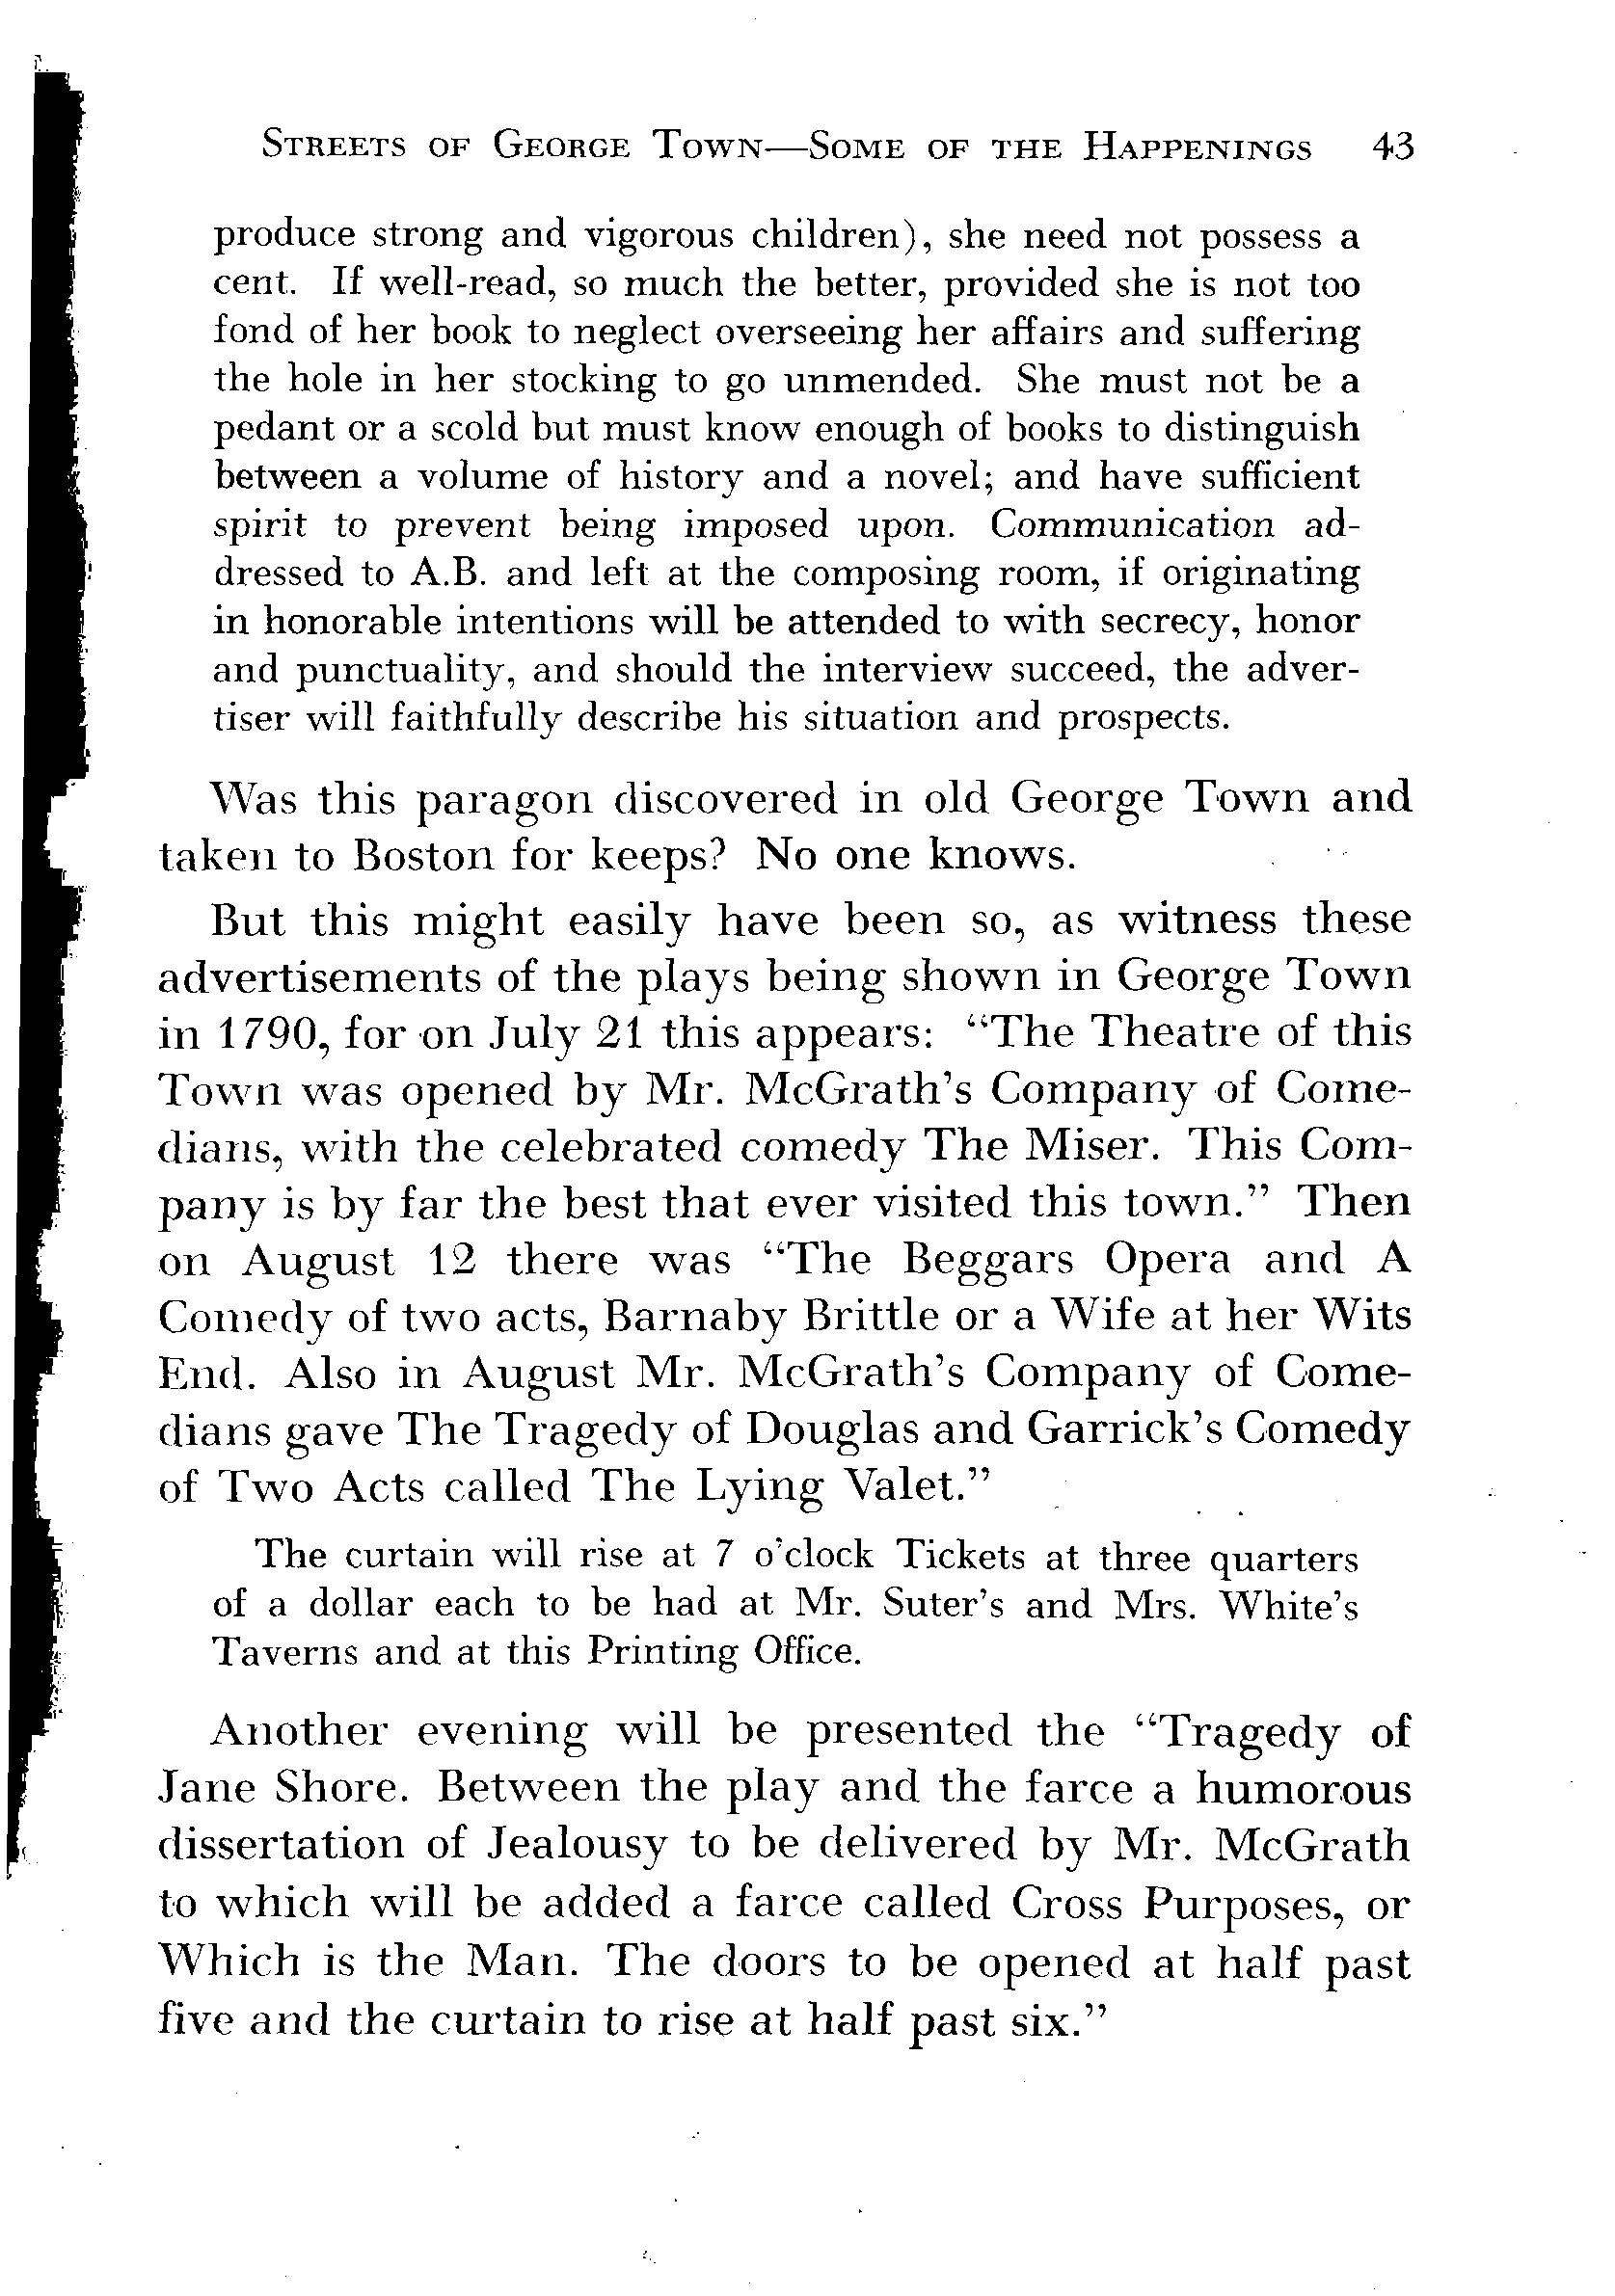 Streets of George Town—Some of the Happenings 43
produce strong and vigorous children), she need not possess a
cent. If well-read, so much the better, provided she is not too
fond of her book to neglect overseeing her affairs and suffering
the hole in her stocking to go unmended. She must not be a
pedant or a scold but must know enough of books to distinguish
between a volume of history and a novel; and have sufficient
spirit to prevent being imposed upon. Communication ad-
dressed to A.B. and left at the composing room, if originating
in honorable intentions will be attended to with secrecy, honor
and punctuality, and should the interview succeed, the adver-
tiser will faithfully describe his situation and prospects.
Was this paragon discovered in old George Town and
taken to Boston for keeps? No one knows.
But this might easily have been so, as witness these
advertisements of the plays being shown in George Town
in 1790, for on July 21 this appears: "The Theatre of this
Town was opened by Mr. McGrath's Company of Come-
dians, with the celebrated comedy The Miser. This Com-
pany is by far the best that ever visited this town." Then
on August 12 there was "The Beggars Opera and A
Comedy of two acts, Barnaby Brittle or a Wife at her Wits
End. Also in August Mr. McGrath's Company of Come-
dians gave The Tragedy of Douglas and Garrick's Comedy
of Two Acts called The Lying Valet."
The curtain will rise at 7 o'clock Tickets at three quarters
of a dollar each to be had at Mr. Suter's and Mrs. White's
Taverns and at this Printing Office.
Another evening will be presented the "Tragedy of
Jane Shore. Between the play and the farce a humorous
dissertation of Jealousy to be delivered by Mr. McGrath
to which will be added a farce called Cross Purposes, or
Which is the Man. The doors to be opened at half past
five and the curtain to rise at half past six."